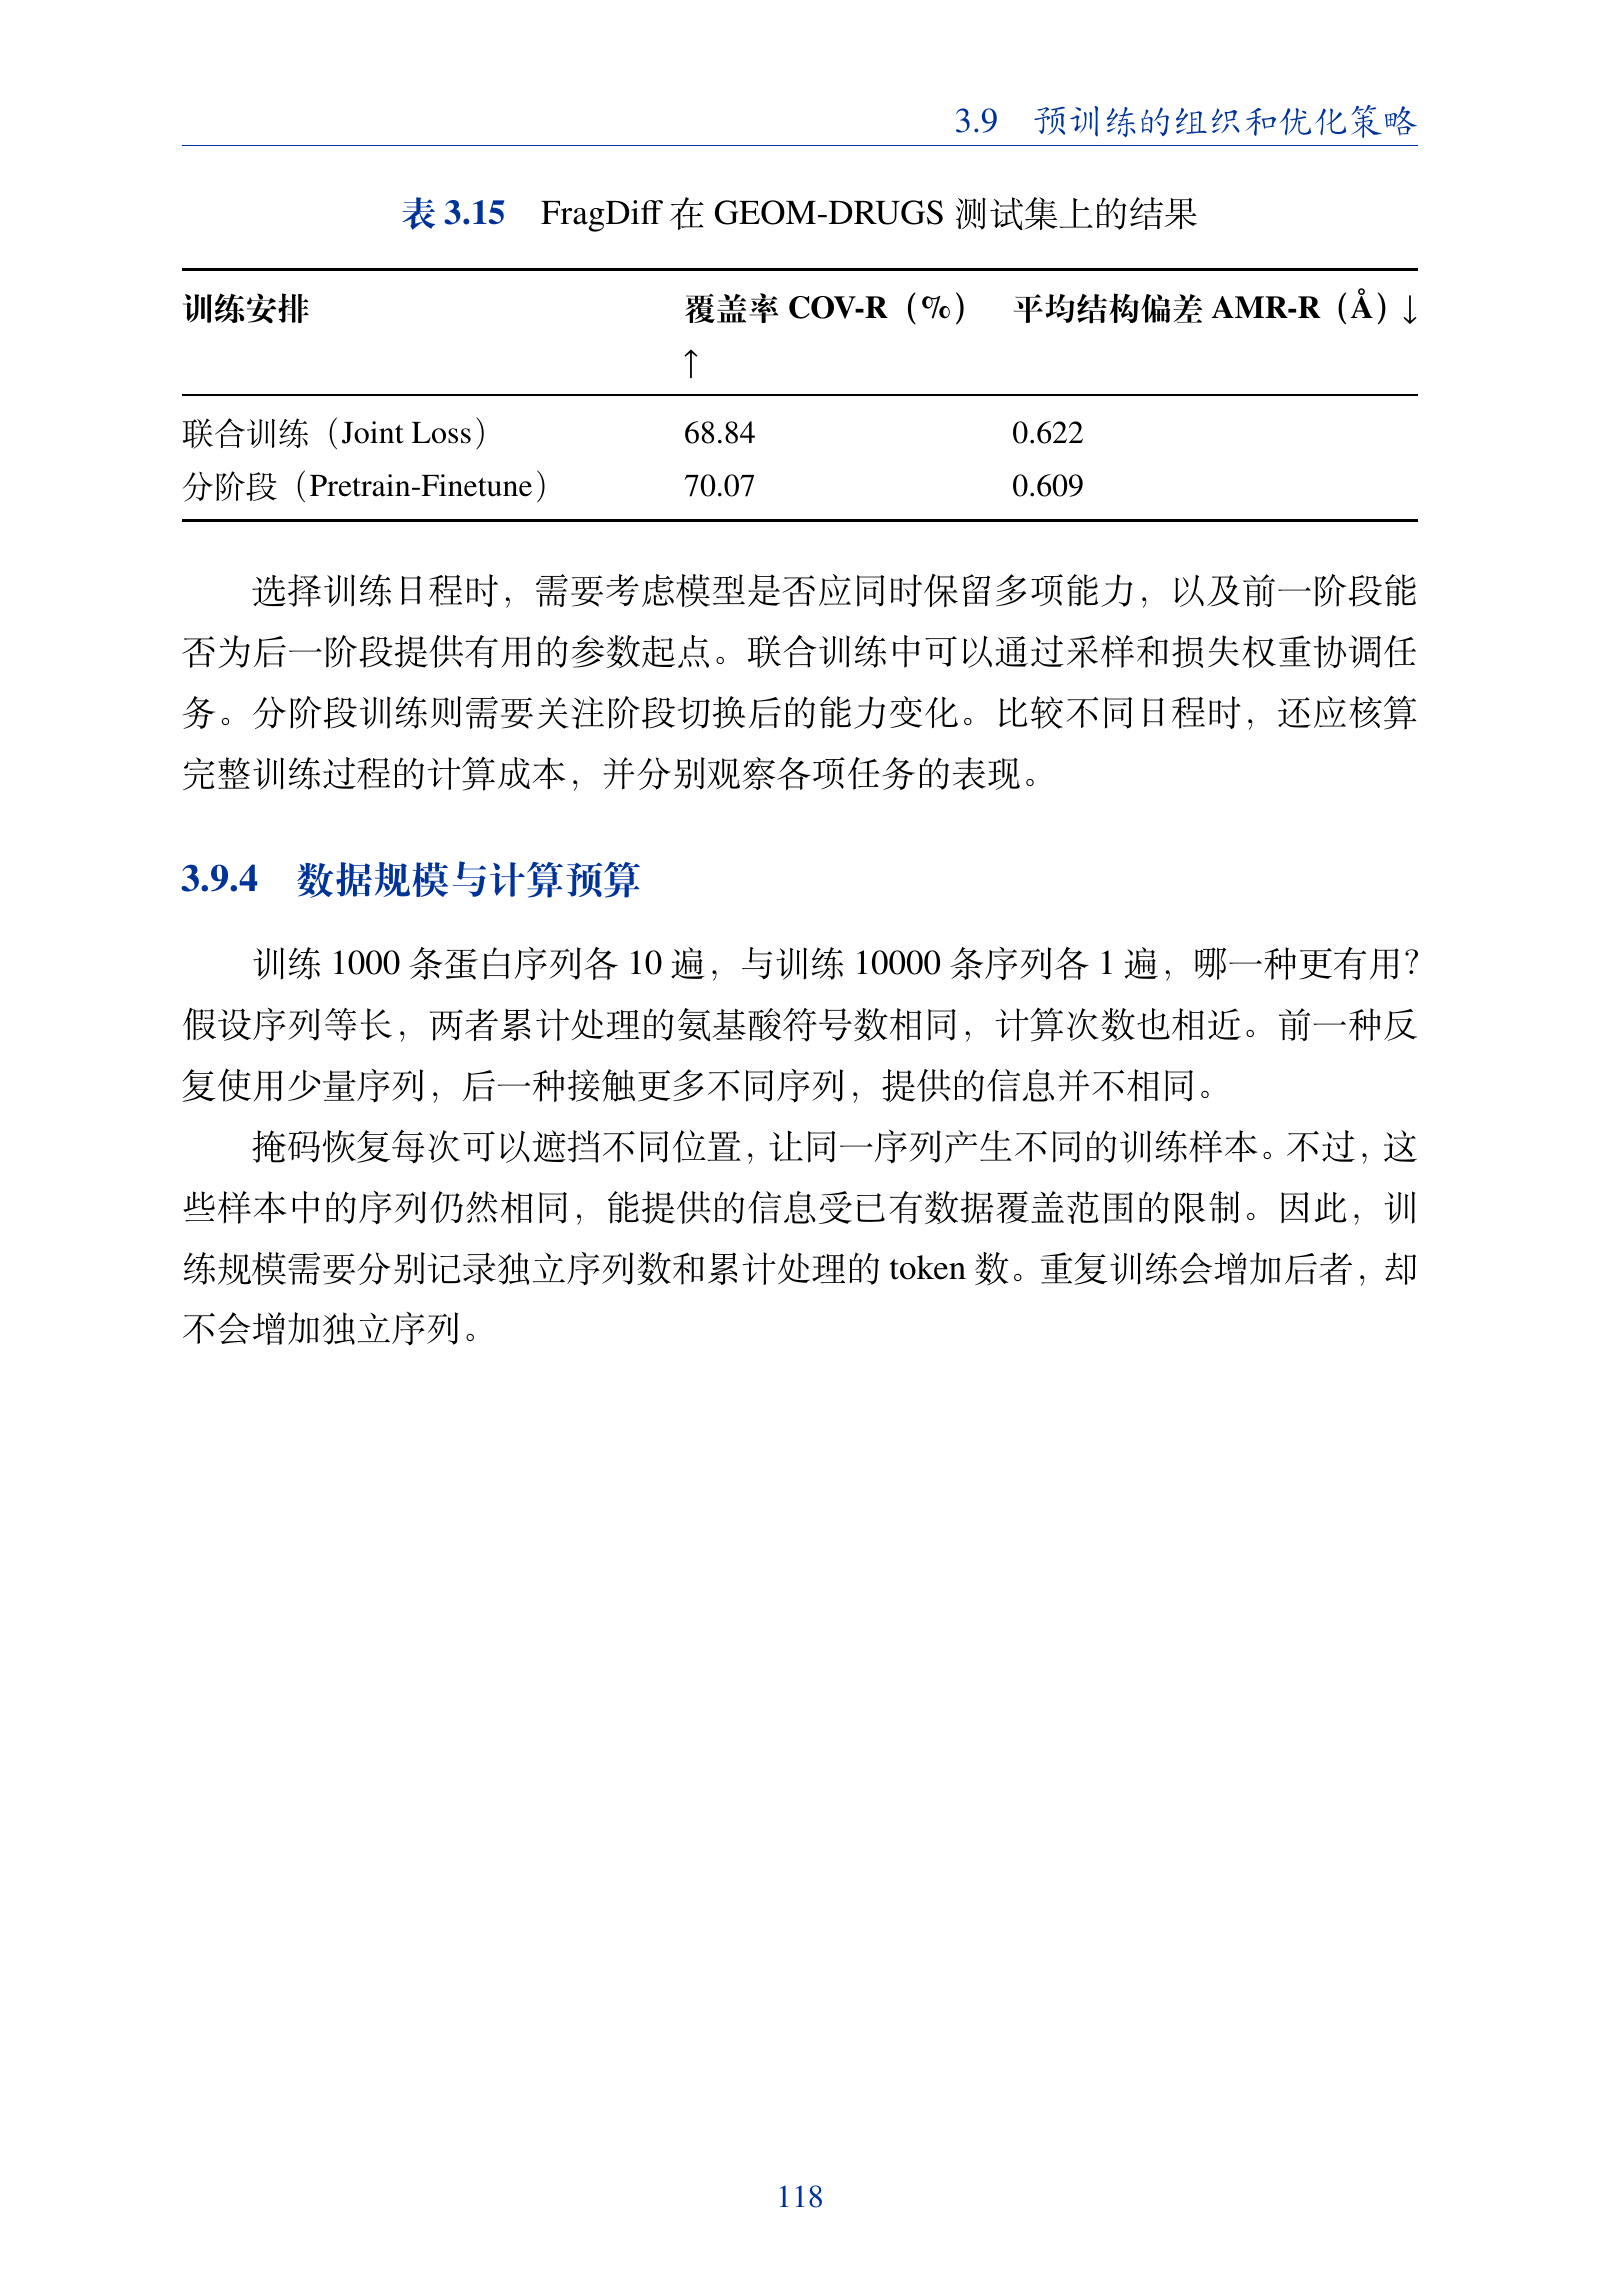 3.9 预训练的组织和优化策略
表 3.15 FragDiff 在 GEOM-DRUGS 测试集上的结果
训练安排 覆盖率 COV-R（%） 平均结构偏差 AMR-R（Å）↓
↑
联合训练（Joint Loss） 68.84 0.622
分阶段（Pretrain-Finetune） 70.07 0.609
选择训练日程时，需要考虑模型是否应同时保留多项能力，以及前一阶段能
否为后一阶段提供有用的参数起点。联合训练中可以通过采样和损失权重协调任
务。分阶段训练则需要关注阶段切换后的能力变化。比较不同日程时，还应核算
完整训练过程的计算成本，并分别观察各项任务的表现。
3.9.4 数据规模与计算预算
训练 1000 条蛋白序列各 10 遍，与训练 10000 条序列各 1 遍，哪一种更有用？
假设序列等长，两者累计处理的氨基酸符号数相同，计算次数也相近。前一种反
复使用少量序列，后一种接触更多不同序列，提供的信息并不相同。
掩码恢复每次可以遮挡不同位置，让同一序列产生不同的训练样本。不过，这
些样本中的序列仍然相同，能提供的信息受已有数据覆盖范围的限制。因此，训
练规模需要分别记录独立序列数和累计处理的 token 数。重复训练会增加后者，却
不会增加独立序列。
118